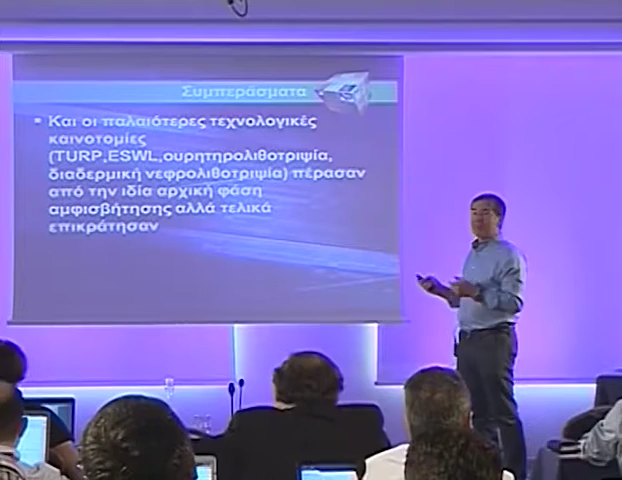 Συμπεράσματα
Και οι παλαιότερες τεχνολογικές
καινοτομίες
(TURP,ESWL,ουρητηρολιθοτριψία,
διαδερμική νεφρολιθοτριψία) πέρασαν
από την ιδία αρχική φάση
αμφισβήτησης αλλά τελικά
επικράτησαν